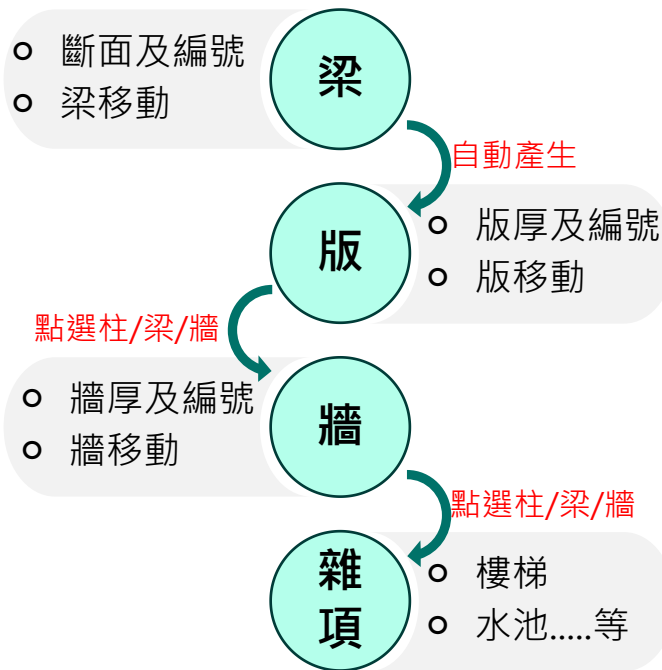 斷面及編號
梁移動
梁
自動產生
版
版厚及編號
版移動
點選柱/梁/牆
牆厚及編號
牆移動
牆
點選柱/梁/牆
雜
項
樓梯
水池.....等